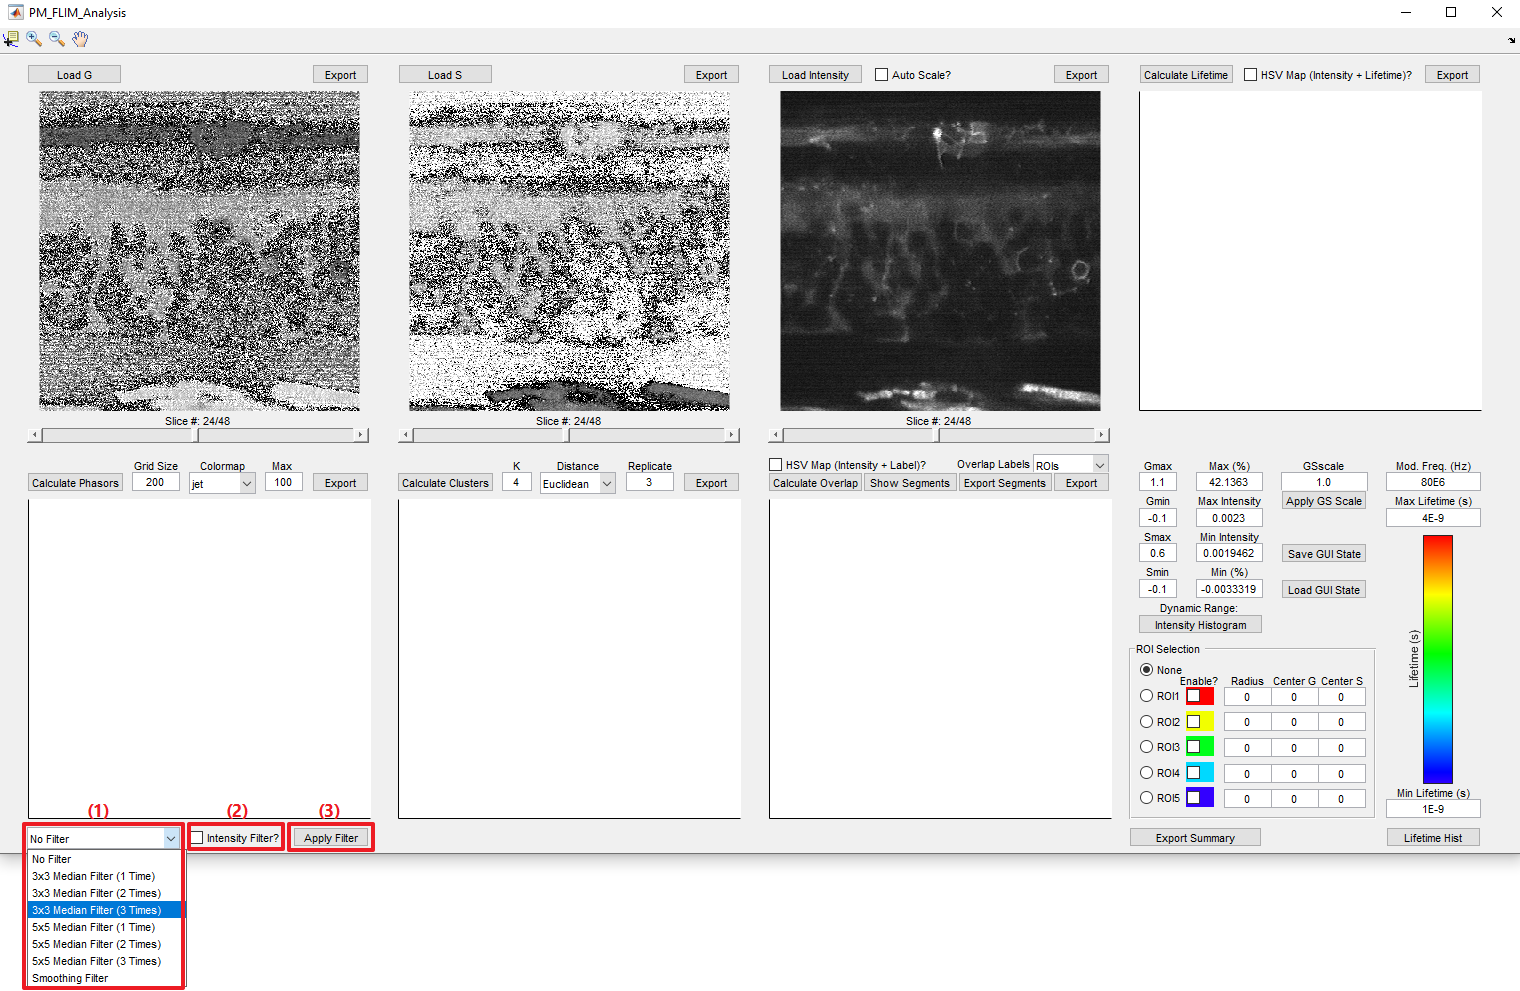 PM_FLIM_Analysis
Load G Export Load S Export Load Intensity Auto Scale? Export Calculate Lifetime HSV Map (Intensity + Lifetime)? Export
Slice #: 24/48 Slice #: 24/48 Slice #: 24/48
HSV Map (Intensity + Label)? Overlap Labels ROIs
Grid Size Colormap Max K Distance Replicate
Calculate Phasors 200 jet 100 Export Calculate Clusters 4 Euclidean 3 Export Calculate Overlap Show Segments Export Segments Export
Gmax Max (%) GSscale Mod. Freq. (Hz)
1.1 42.1363 1.0 80E6
Gmin Max Intensity Apply GS Scale Max Lifetime (s)
-0.1 0.0023 4E-9
Smax Min Intensity
0.6 0.0019462 Save GUI State
Smin Min (%)
-0.1 -0.0033319 Load GUI State
Dynamic Range:
Intensity Histogram
ROI Selection
None
Enable? Radius Center G Center S
ROI1 0 0 0
ROI2 0 0 0
ROI3 0 0 0
ROI4 0 0 0
ROI5 0 0 0
Lifetime (s)
Min Lifetime (s)
1E-9
(1) (2) (3)
No Filter Intensity Filter? Apply Filter Export Summary Lifetime Hist
No Filter
3x3 Median Filter (1 Time)
3x3 Median Filter (2 Times)
3x3 Median Filter (3 Times)
5x5 Median Filter (1 Time)
5x5 Median Filter (2 Times)
5x5 Median Filter (3 Times)
Smoothing Filter